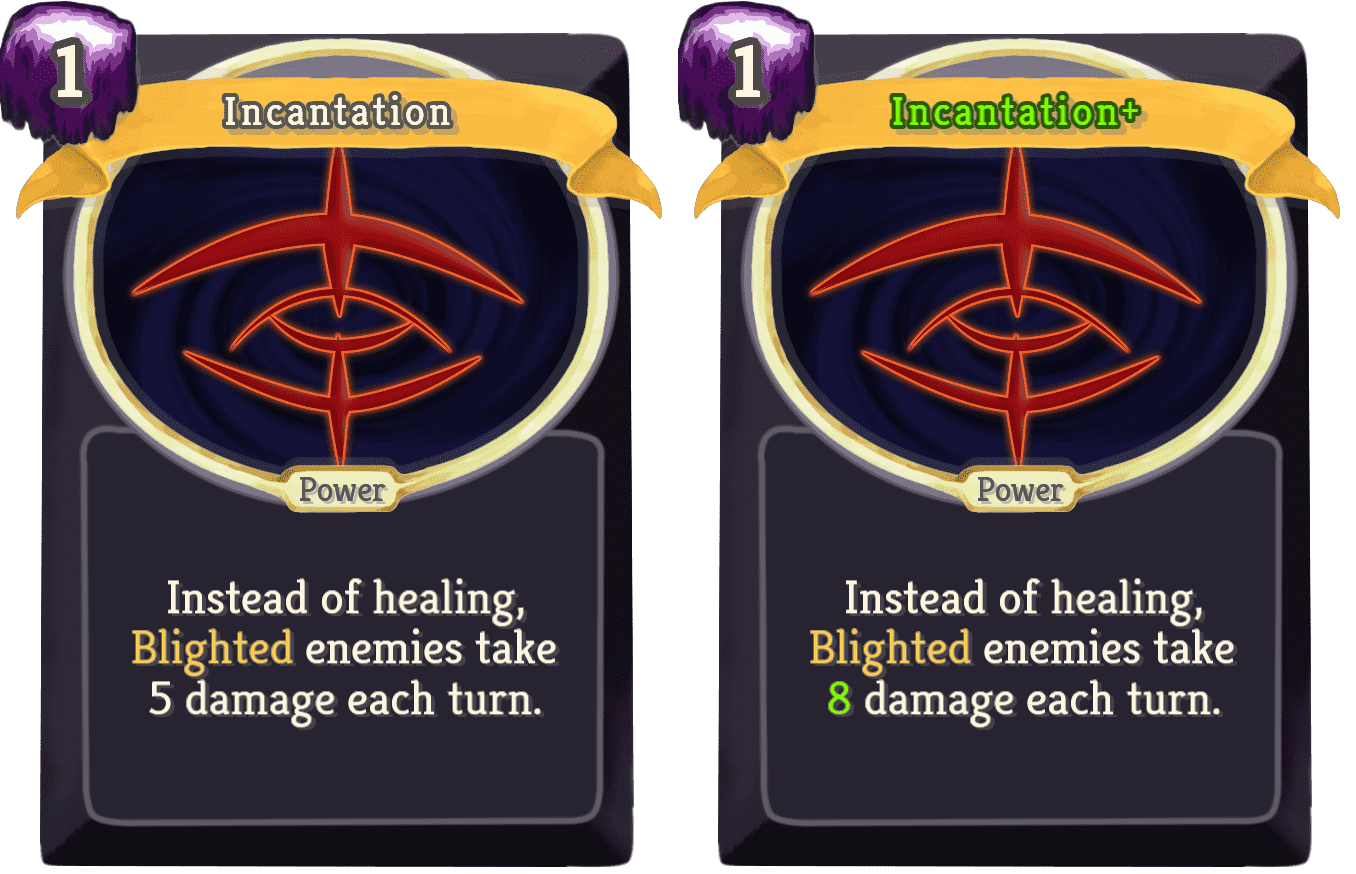 1
Incantation
Power
Instead of healing,
Blighted enemies take
5 damage each turn.
1
Incantation+
Power
Instead of healing,
Blighted enemies take
8 damage each turn.